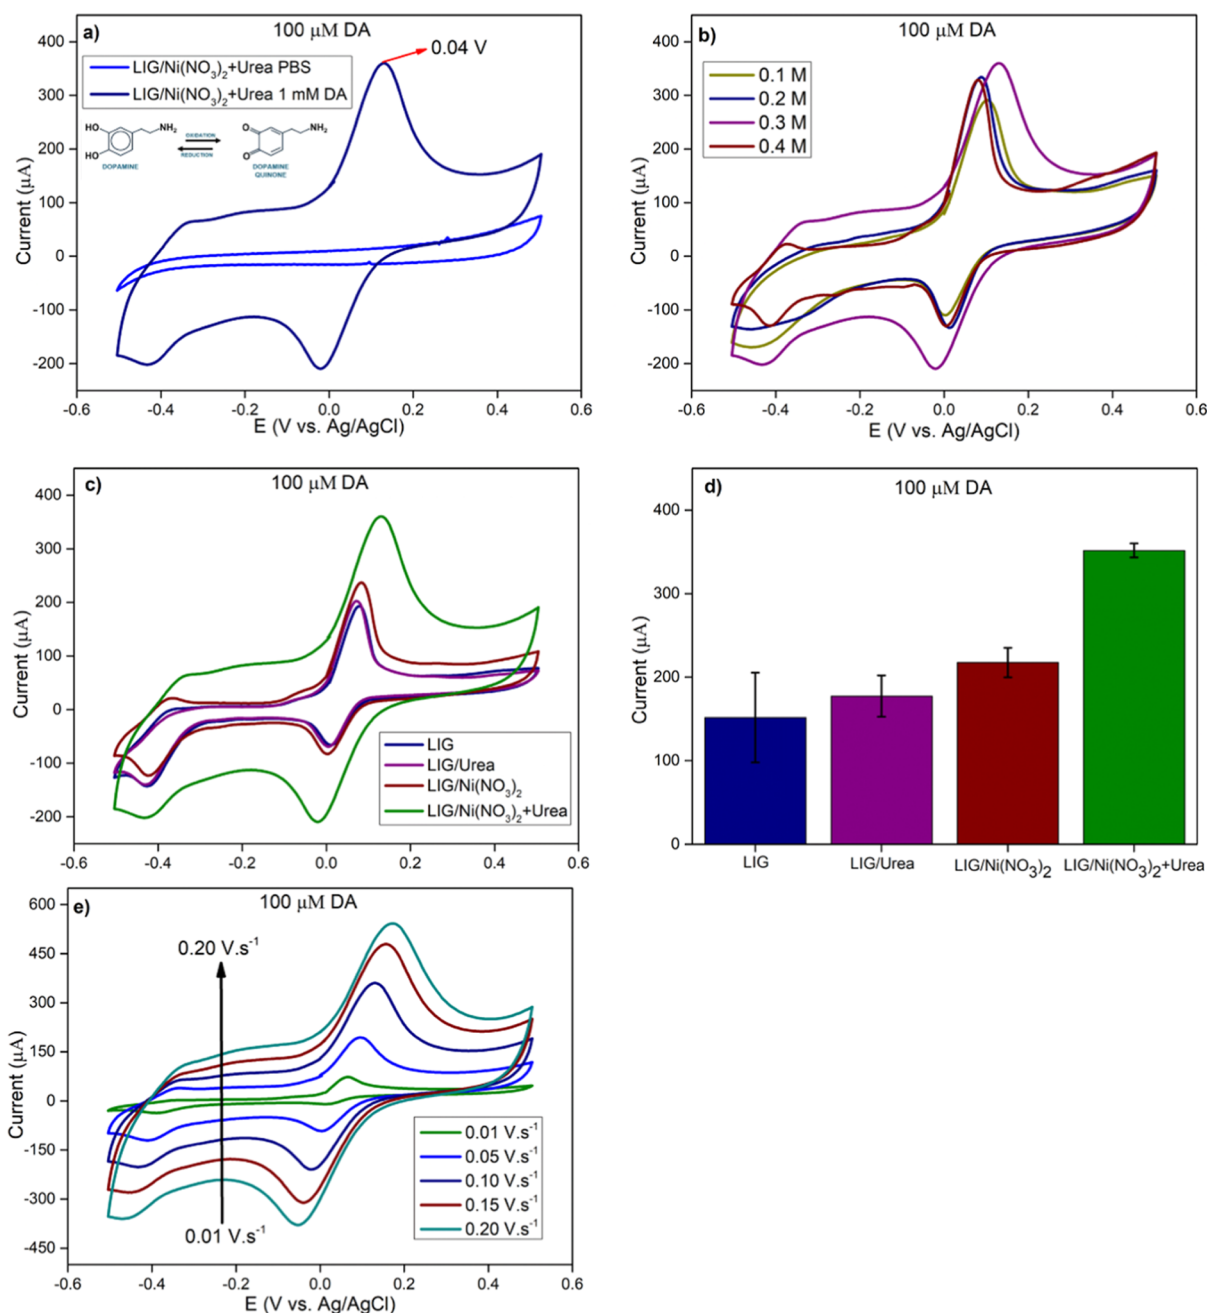 a)
100 μM DA
0.04 V
LIG/Ni(NO3)2+Urea PBS
LIG/Ni(NO3)2+Urea 1 mM DA
HO
HO
NH2
OXIDATION
REDUCTION
O
O
NH2
DOPAMINE
DOPAMINE
QUINONE
Current (μA)
400
300
200
100
0
-100
-200
-0.6
-0.4
-0.2
0.0
0.2
0.4
0.6
E (V vs. Ag/AgCl)
b)
100 μM DA
0.1 M
0.2 M
0.3 M
0.4 M
Current (μA)
400
300
200
100
0
-100
-200
-0.6
-0.4
-0.2
0.0
0.2
0.4
0.6
E (V vs. Ag/AgCl)
c)
100 μM DA
LIG
LIG/Urea
LIG/Ni(NO3)2
LIG/Ni(NO3)2+Urea
Current (μA)
400
300
200
100
0
-100
-200
-0.6
-0.4
-0.2
0.0
0.2
0.4
0.6
E (V vs. Ag/AgCl)
d)
100 μM DA
Current (μA)
400
300
200
100
0
LIG
LIG/Urea
LIG/Ni(NO3)2
LIG/Ni(NO3)2+Urea
e)
100 μM DA
0.20 V.s-1
0.01 V.s-1
0.01 V.s-1
0.05 V.s-1
0.10 V.s-1
0.15 V.s-1
0.20 V.s-1
Current (μA)
600
450
300
150
0
-150
-300
-450
-0.6
-0.4
-0.2
0.0
0.2
0.4
0.6
E (V vs. Ag/AgCl)